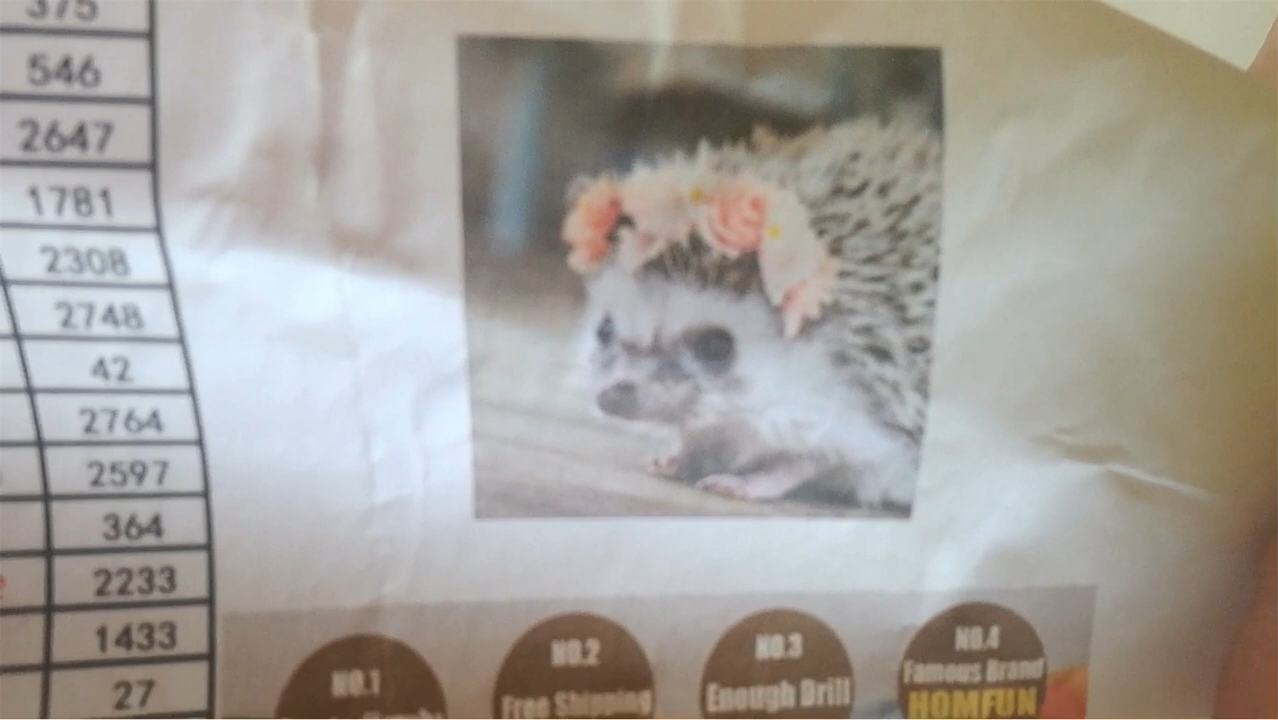 375
546
2647
1781
2308
2748
42
2764
2597
364
2233
1433
27
NO.1
NO.2
Free Shipping
NO.3
Enough Drill
NO.4
Famous Brand
HOMFUN